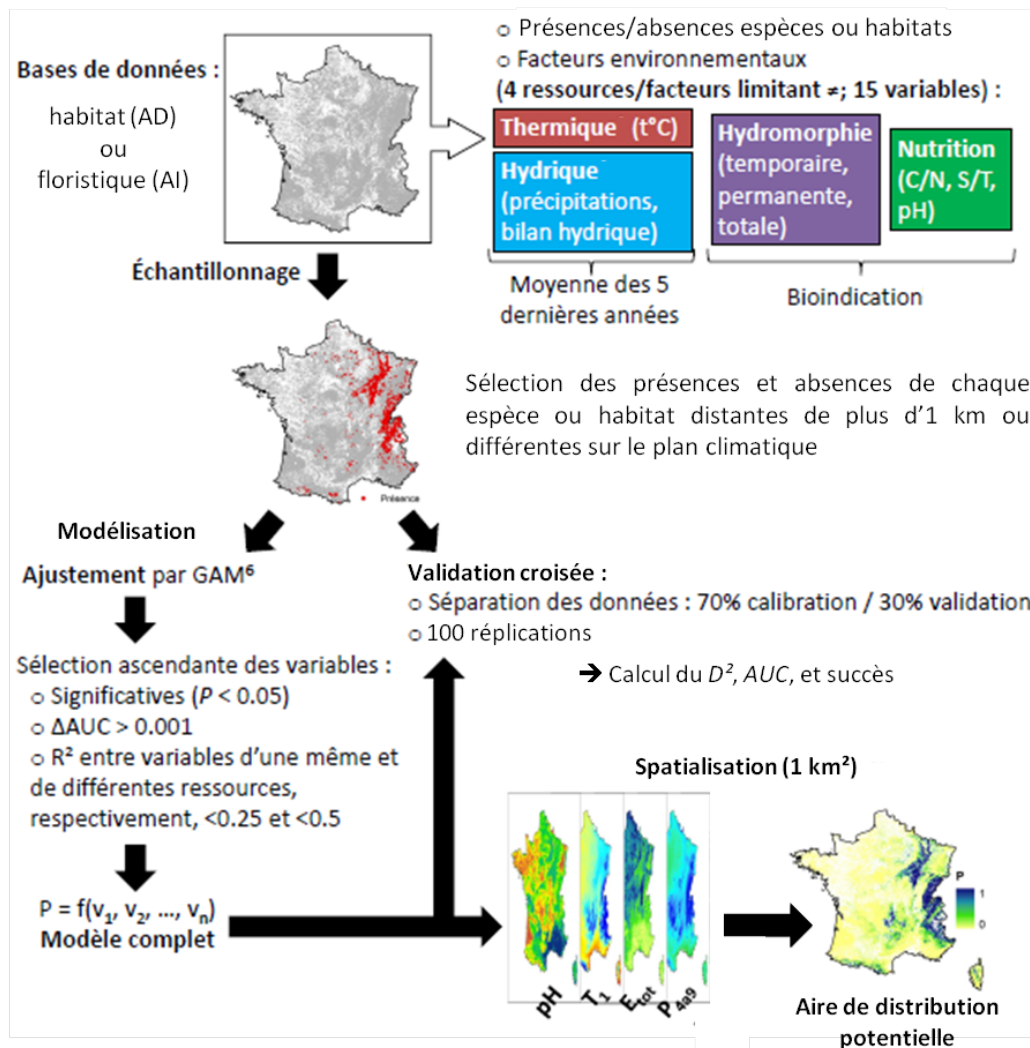 Bases de données :
habitat (AD)
ou
floristique (AI)
o Présences/absences espèces ou habitats
o Facteurs environnementaux
(4 ressources/facteurs limitant ≠; 15 variables) :
Thermique (t°C)
Hydrique
(précipitations,
bilan hydrique)
Hydromorphie
(temporaire,
permanente,
totale)
Nutrition
(C/N, S/T,
pH)
Moyenne des 5
dernières années
Bioindication
Échantillonnage
Présence
Sélection des présences et absences de chaque
espèce ou habitat distantes de plus d'1 km ou
différentes sur le plan climatique
Modélisation
Ajustement par GAM⁶
Sélection ascendante des variables :
o Significatives (P < 0.05)
o ΔAUC > 0.001
o R² entre variables d'une même et
de différentes ressources,
respectivement, <0.25 et <0.5
P = f(v₁, v₂, ..., vₙ)
Modèle complet
Validation croisée :
o Séparation des données : 70% calibration / 30% validation
o 100 réplications
➔ Calcul du D², AUC, et succès
Spatialisation (1 km²)
pH
T₁
E_tot
P_4a9
P
1
0
Aire de distribution
potentielle